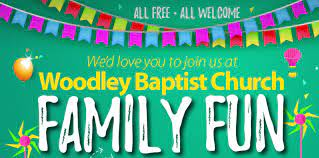 ALL FREE - ALL WELCOME
We'd love you to join us at
Woodley Baptist Church
FAMILY FUN